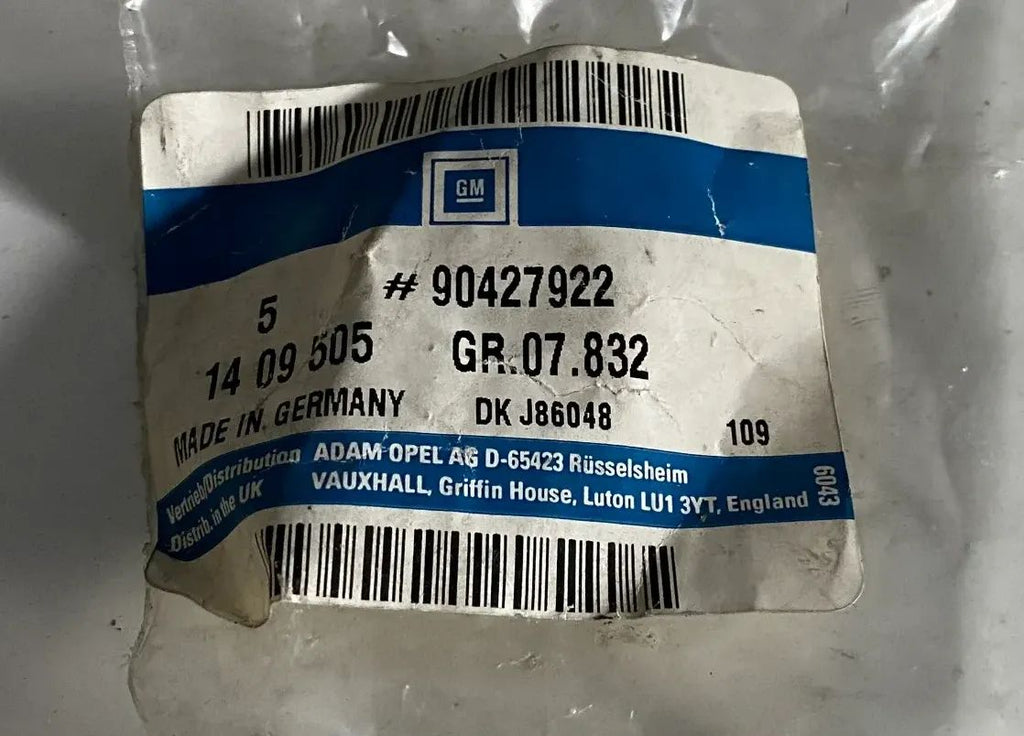 GM
# 90427922
5
14 09 505
GR.07.832
MADE IN GERMANY
DK J86048
109
Vertrieb/Distribution ADAM OPEL AG D-65423 Rüsselsheim
Distrib. in the UK VAUXHALL, Griffin House, Luton LU1 3YT, England
6043